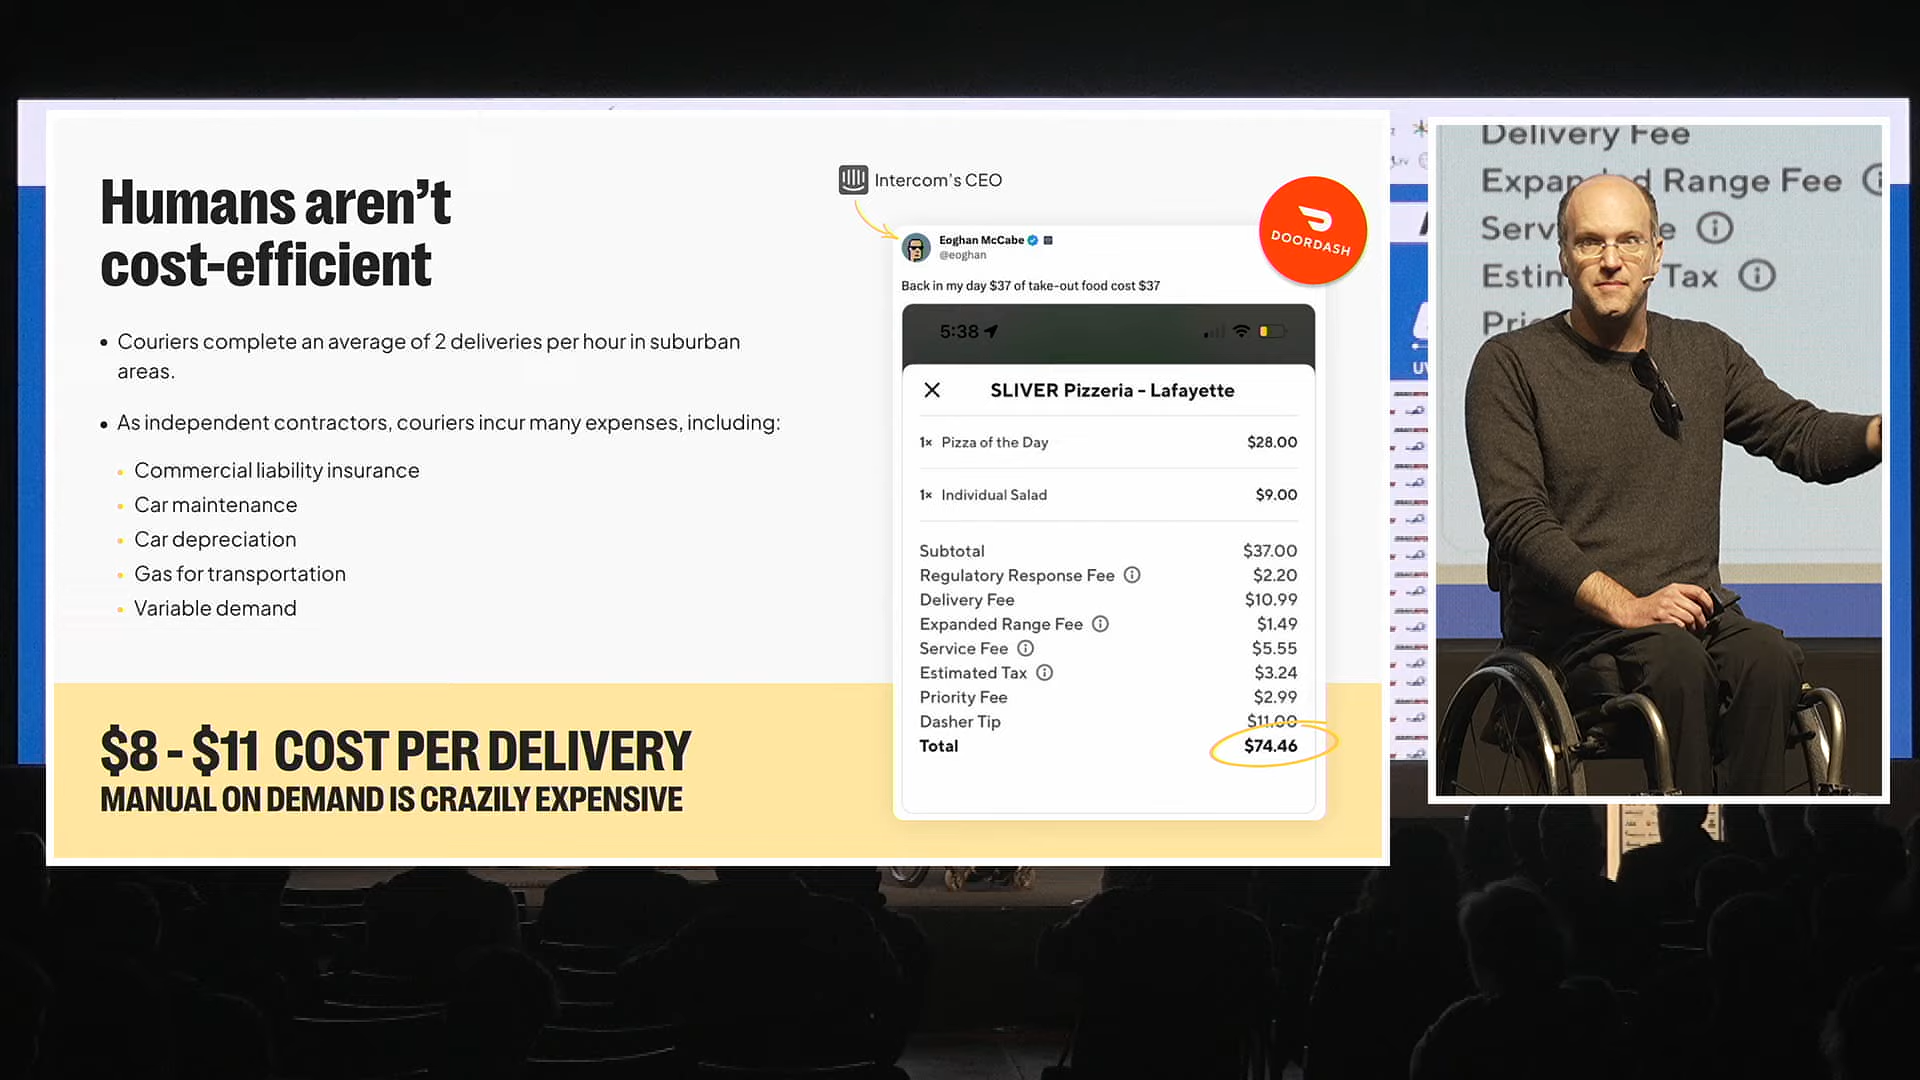 Humans aren't
cost-efficient
• Couriers complete an average of 2 deliveries per hour in suburban
areas.
• As independent contractors, couriers incur many expenses, including:
• Commercial liability insurance
• Car maintenance
• Car depreciation
• Gas for transportation
• Variable demand
$8 - $11 COST PER DELIVERY
MANUAL ON DEMAND IS CRAZILY EXPENSIVE
Intercom's CEO
DOORDASH
Eoghan McCabe
@eoghan
Back in my day $37 of take-out food cost $37
5:38
SLIVER Pizzeria - Lafayette
1× Pizza of the Day $28.00
1× Individual Salad $9.00
Subtotal $37.00
Regulatory Response Fee $2.20
Delivery Fee $10.99
Expanded Range Fee $1.49
Service Fee $5.55
Estimated Tax $3.24
Priority Fee $2.99
Dasher Tip $11.00
Total $74.46
Delivery Fee
Range Fee
Tax